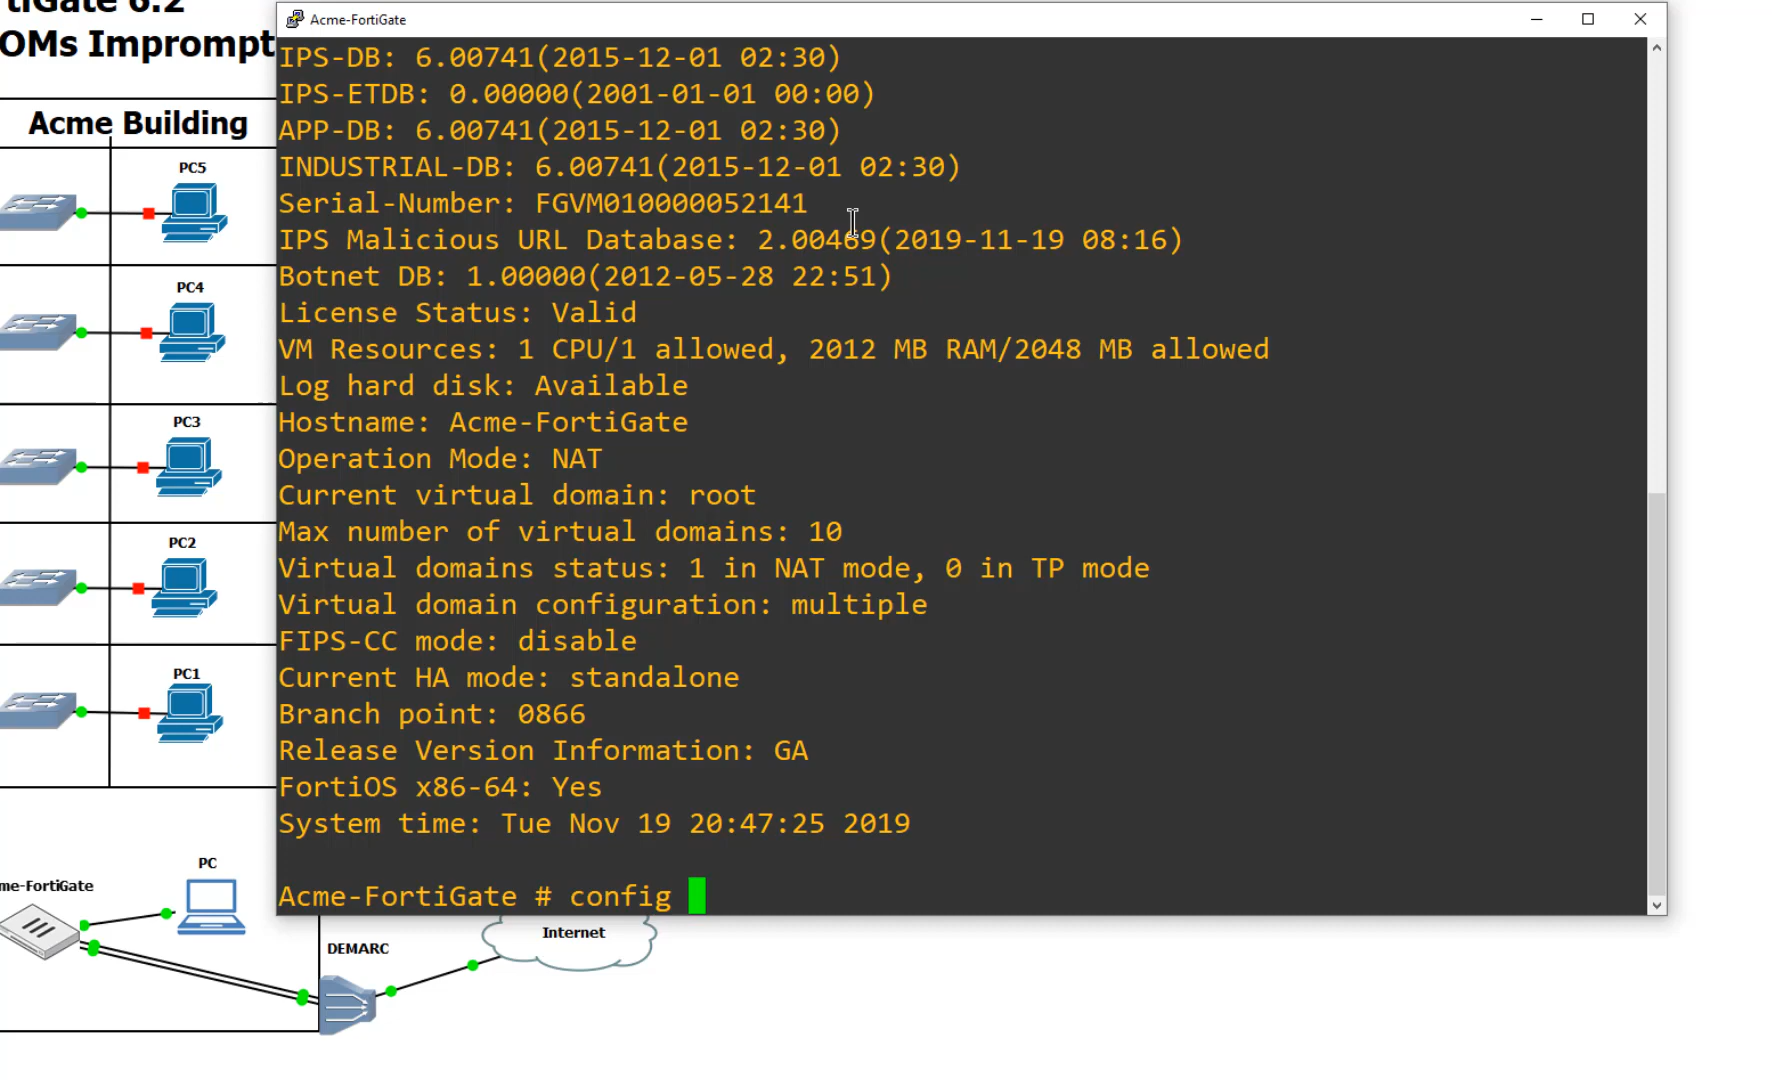 rtiGate 6.2
OMs Imprompt
Acme Building
PC5
PC4
PC3
PC2
PC1
PC
me-FortiGate
DEMARC
Internet
Acme-FortiGate
IPS-DB: 6.00741(2015-12-01 02:30)
IPS-ETDB: 0.00000(2001-01-01 00:00)
APP-DB: 6.00741(2015-12-01 02:30)
INDUSTRIAL-DB: 6.00741(2015-12-01 02:30)
Serial-Number: FGVM010000052141
IPS Malicious URL Database: 2.00469(2019-11-19 08:16)
Botnet DB: 1.00000(2012-05-28 22:51)
License Status: Valid
VM Resources: 1 CPU/1 allowed, 2012 MB RAM/2048 MB allowed
Log hard disk: Available
Hostname: Acme-FortiGate
Operation Mode: NAT
Current virtual domain: root
Max number of virtual domains: 10
Virtual domains status: 1 in NAT mode, 0 in TP mode
Virtual domain configuration: multiple
FIPS-CC mode: disable
Current HA mode: standalone
Branch point: 0866
Release Version Information: GA
FortiOS x86-64: Yes
System time: Tue Nov 19 20:47:25 2019
Acme-FortiGate # config